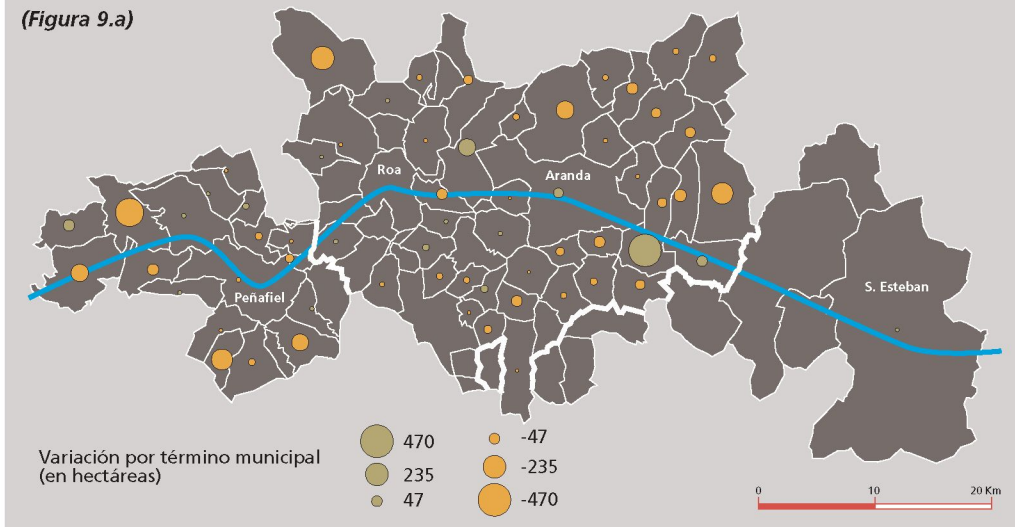 (Figura 9.a)
Roa
Aranda
Peñafiel
S. Esteban
Variación por término municipal
(en hectáreas)
470
235
47
-47
-235
-470
0 10 20 Km